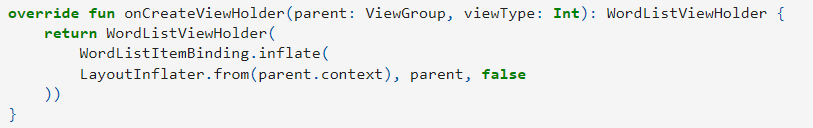 override fun onCreateViewHolder(parent: ViewGroup, viewType: Int): WordListViewHolder {
    return WordListViewHolder(
        WordListItemBinding.inflate(
        LayoutInflater.from(parent.context), parent, false
    ))
}